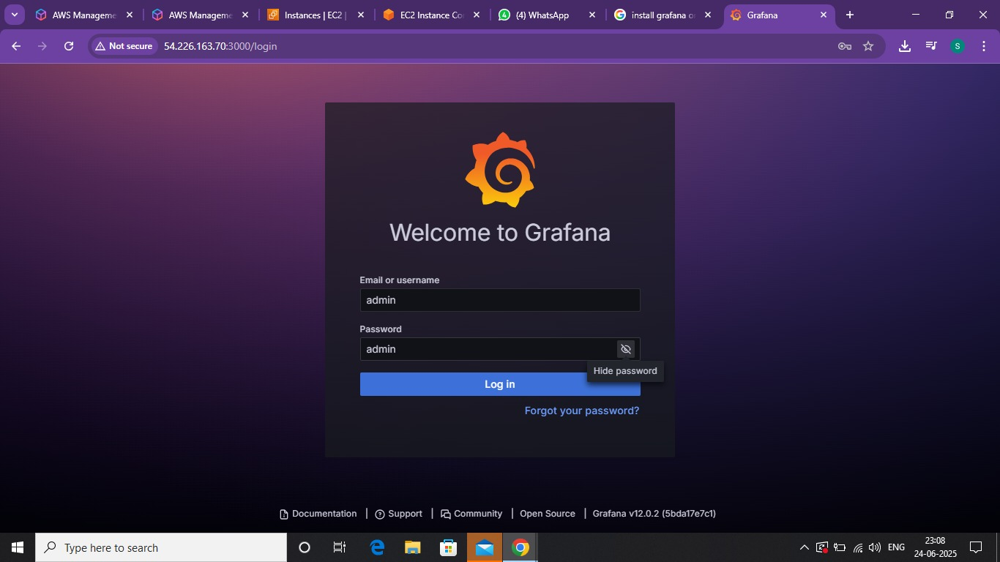 AWS Manageme
AWS Manageme
Instances | EC2 |
EC2 Instance Co
(4) WhatsApp
install grafana o
Grafana
Not secure
54.226.163.70:3000/login
S
Welcome to Grafana
Email or username
admin
Password
admin
Hide password
Log in
Forgot your password?
Documentation | Support | Community | Open Source | Grafana v12.0.2 (5bda17e7c1)
Type here to search
ENG
23:08
24-06-2025